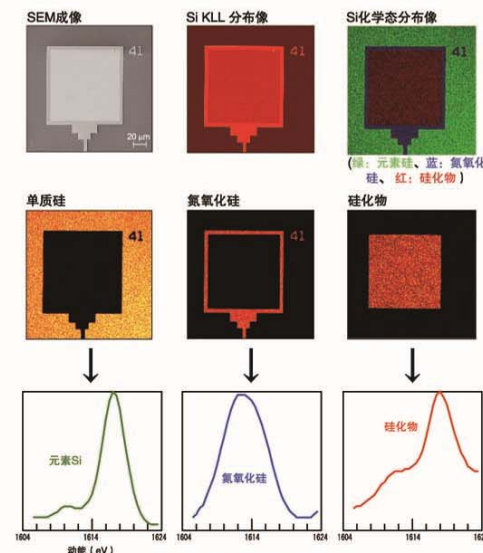 SEM成像
Si KLL 分布像
Si化学态分布像
41
20 μm
41
(绿：元素硅、蓝：氮氧化
硅、红：硅化物)
单质硅
氮氧化硅
硅化物
41
41
元素Si
氮氧化硅
硅化物
1604
1614
1624
1604
1614
1624
1604
1614
162
动能（eV）